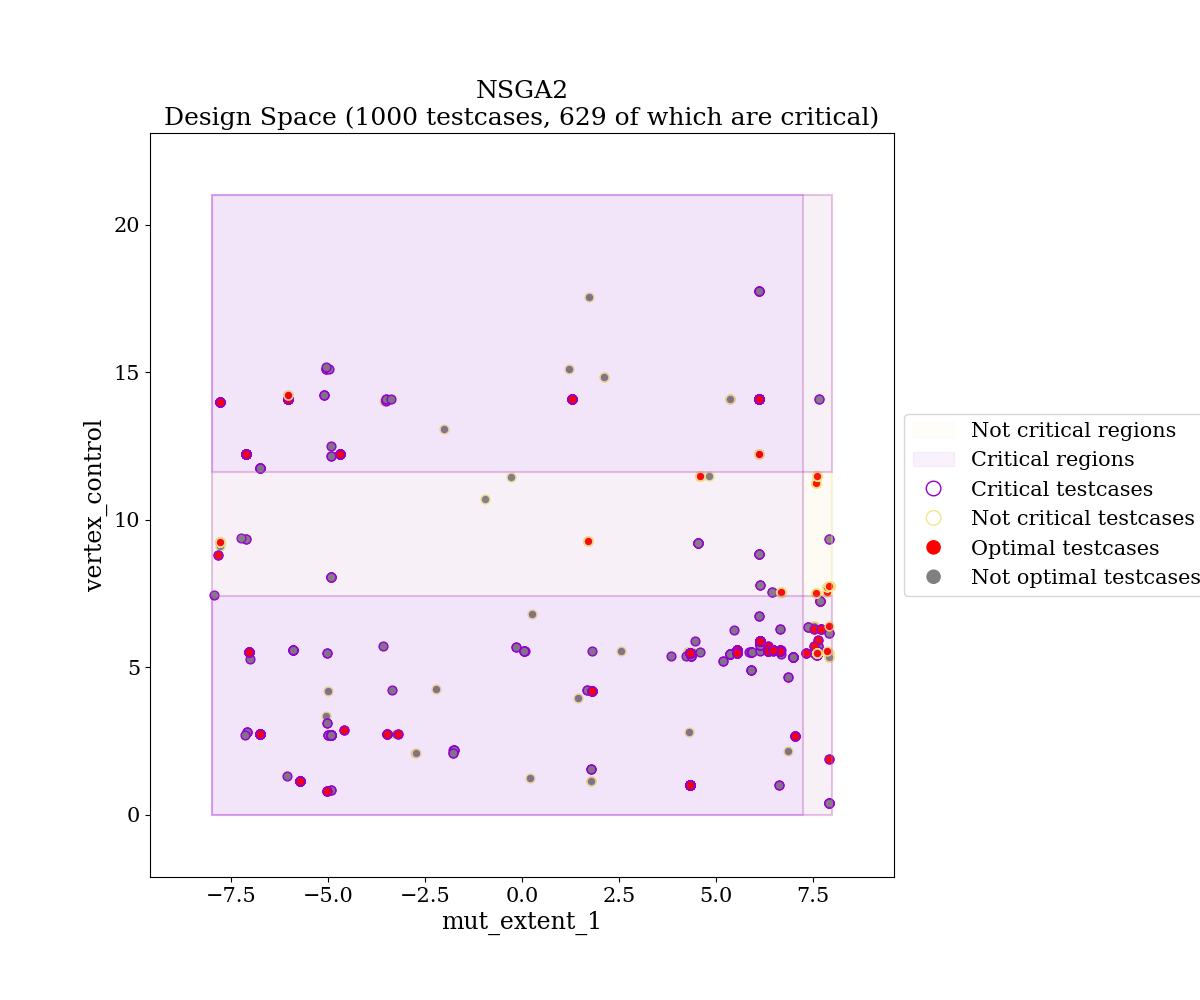 NSGA2
Design Space (1000 testcases, 629 of which are critical)
20
15
10
5
0
vertex_control
−7.5
−5.0
−2.5
0.0
2.5
5.0
7.5
mut_extent_1
Not critical regions
Critical regions
Critical testcases
Not critical testcases
Optimal testcases
Not optimal testcases